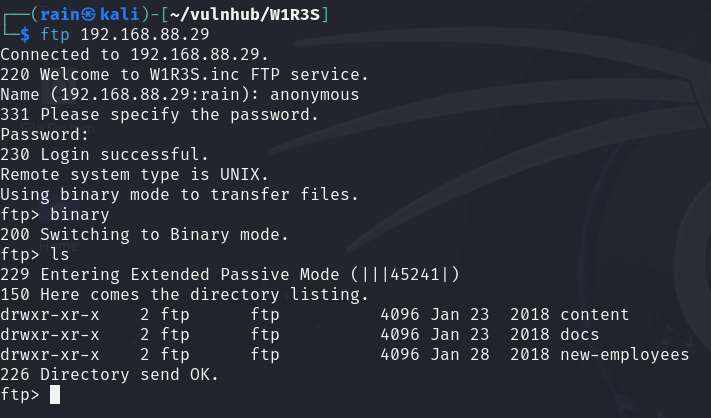 ┌──(rain㉿kali)-[~/vulnhub/W1R3S]
└─$ ftp 192.168.88.29
Connected to 192.168.88.29.
220 Welcome to W1R3S.inc FTP service.
Name (192.168.88.29:rain): anonymous
331 Please specify the password.
Password:
230 Login successful.
Remote system type is UNIX.
Using binary mode to transfer files.
ftp> binary
200 Switching to Binary mode.
ftp> ls
229 Entering Extended Passive Mode (|||45241|)
150 Here comes the directory listing.
drwxr-xr-x    2 ftp      ftp          4096 Jan 23  2018 content
drwxr-xr-x    2 ftp      ftp          4096 Jan 23  2018 docs
drwxr-xr-x    2 ftp      ftp          4096 Jan 28  2018 new-employees
226 Directory send OK.
ftp>